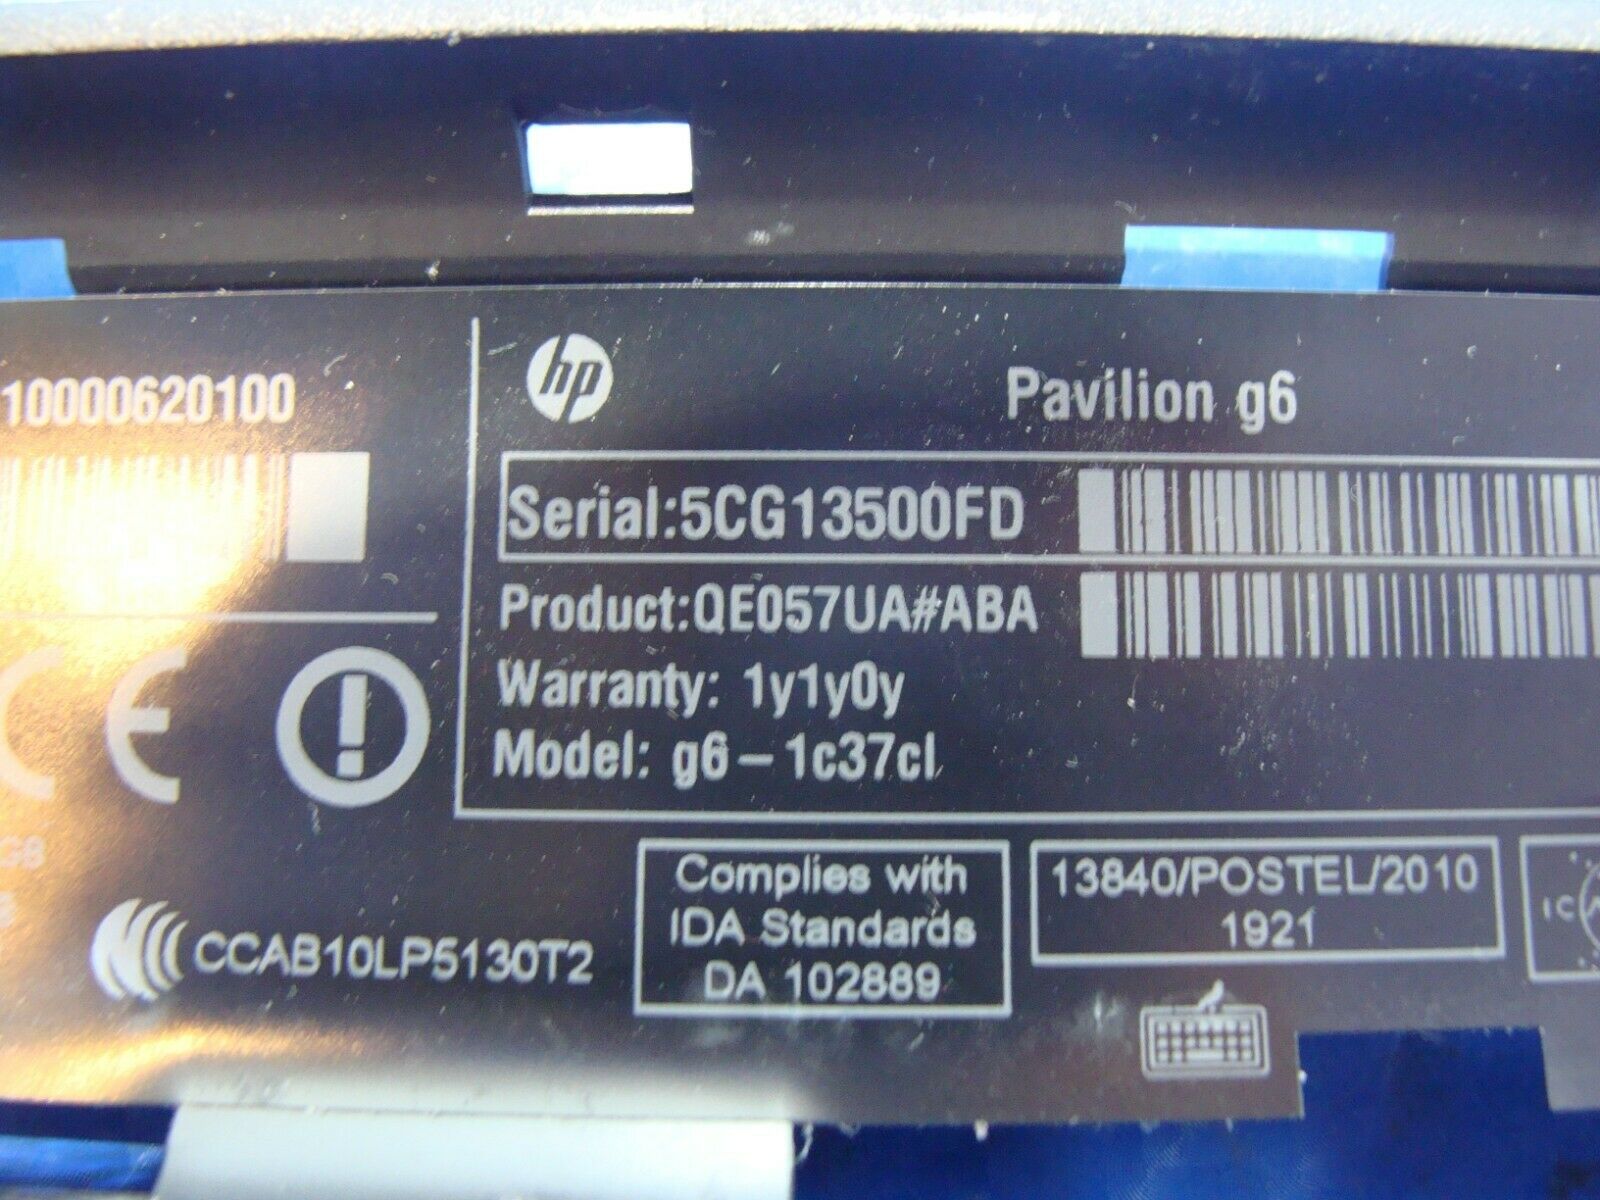 10000620100
hp
Pavilion g6
Serial:5CG13500FD
Product:QE057UA#ABA
Warranty: 1y1y0y
Model: g6-1c37cl
CE
CCAB10LP5130T2
Complies with
IDA Standards
DA 102889
13840/POSTEL/2010
1921